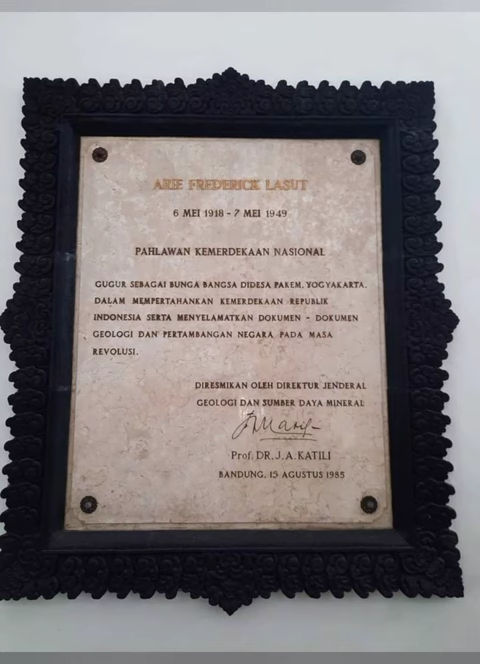 ARIE FREDERICK LASUT
6 MEI 1918 - 7 MEI 1949
PAHLAWAN KEMERDEKAAN NASIONAL
GUGUR SEBAGAI BUNGA BANGSA DIDESA PAKEM, YOGYAKARTA,
DALAM MEMPERTAHANKAN KEMERDEKAAN REPUBLIK
INDONESIA SERTA MENYELAMATKAN DOKUMEN - DOKUMEN
GEOLOGI DAN PERTAMBANGAN NEGARA PADA MASA
REVOLUSI.
DIRESMIKAN OLEH DIREKTUR JENDERAL
GEOLOGI DAN SUMBER DAYA MINERAL
Prof. DR. J. A. KATILI
BANDUNG, 15 AGUSTUS 1985